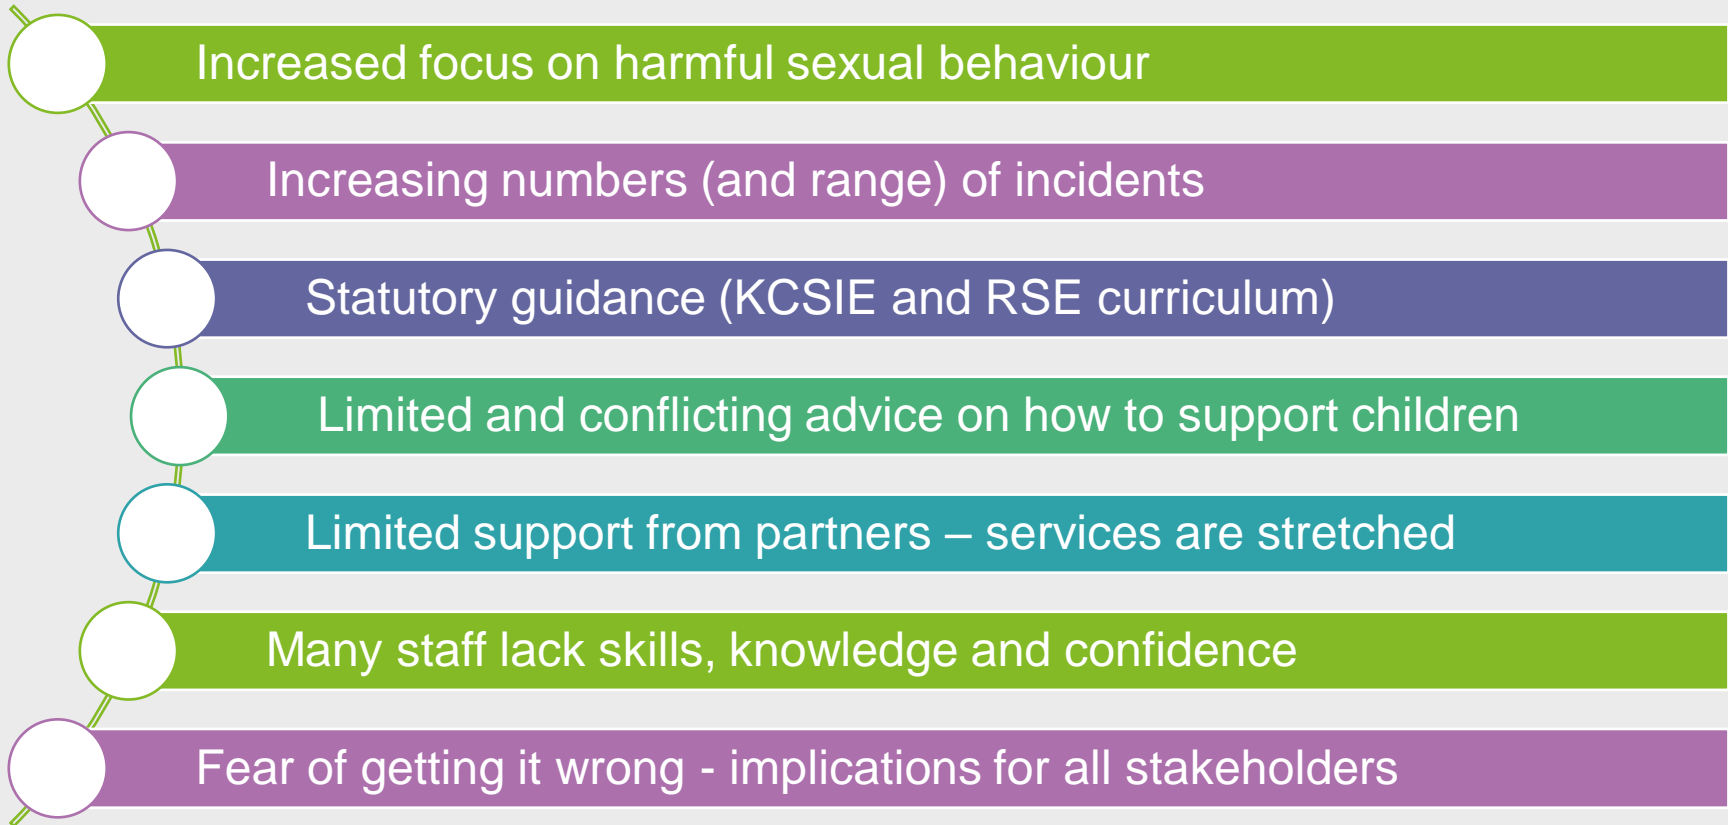 Increased focus on harmful sexual behaviour
Increasing numbers (and range) of incidents
Statutory guidance (KCSIE and RSE curriculum)
Limited and conflicting advice on how to support children
Limited support from partners – services are stretched
Many staff lack skills, knowledge and confidence
Fear of getting it wrong - implications for all stakeholders